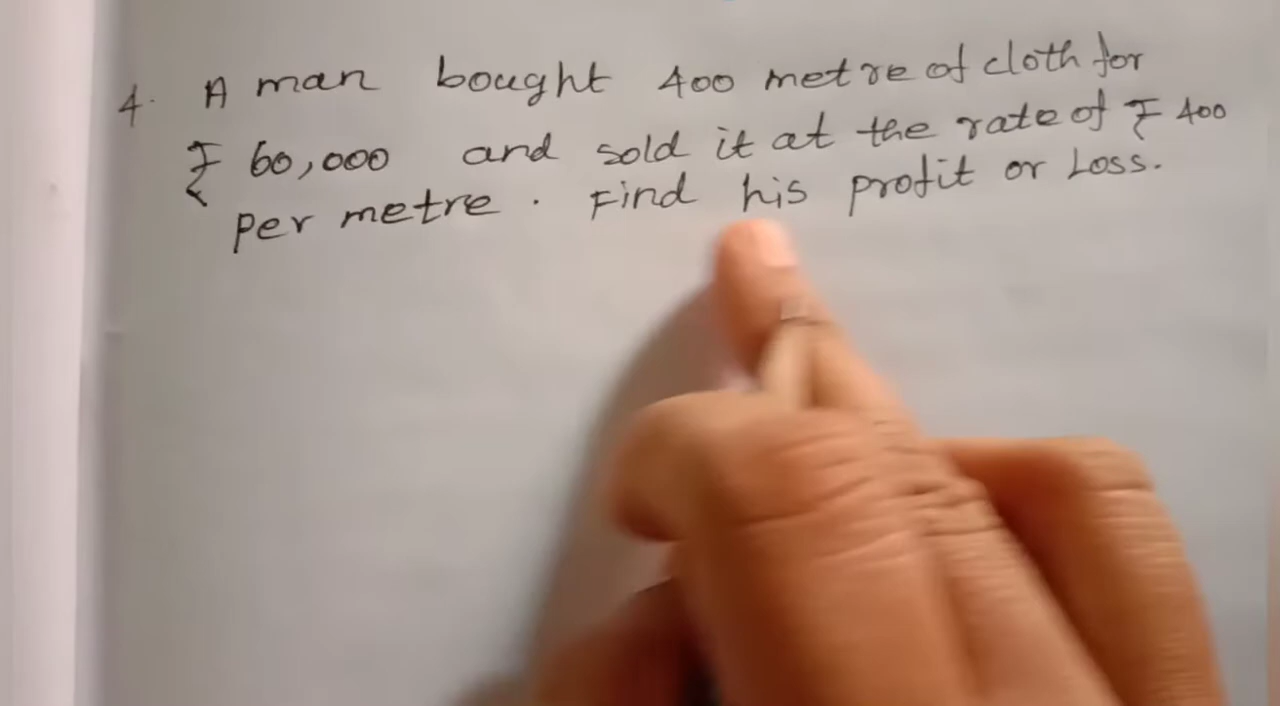 4. A man bought 400 metre of cloth for
₹ 60,000 and sold it at the rate of ₹ 400
per metre. Find his profit or Loss.